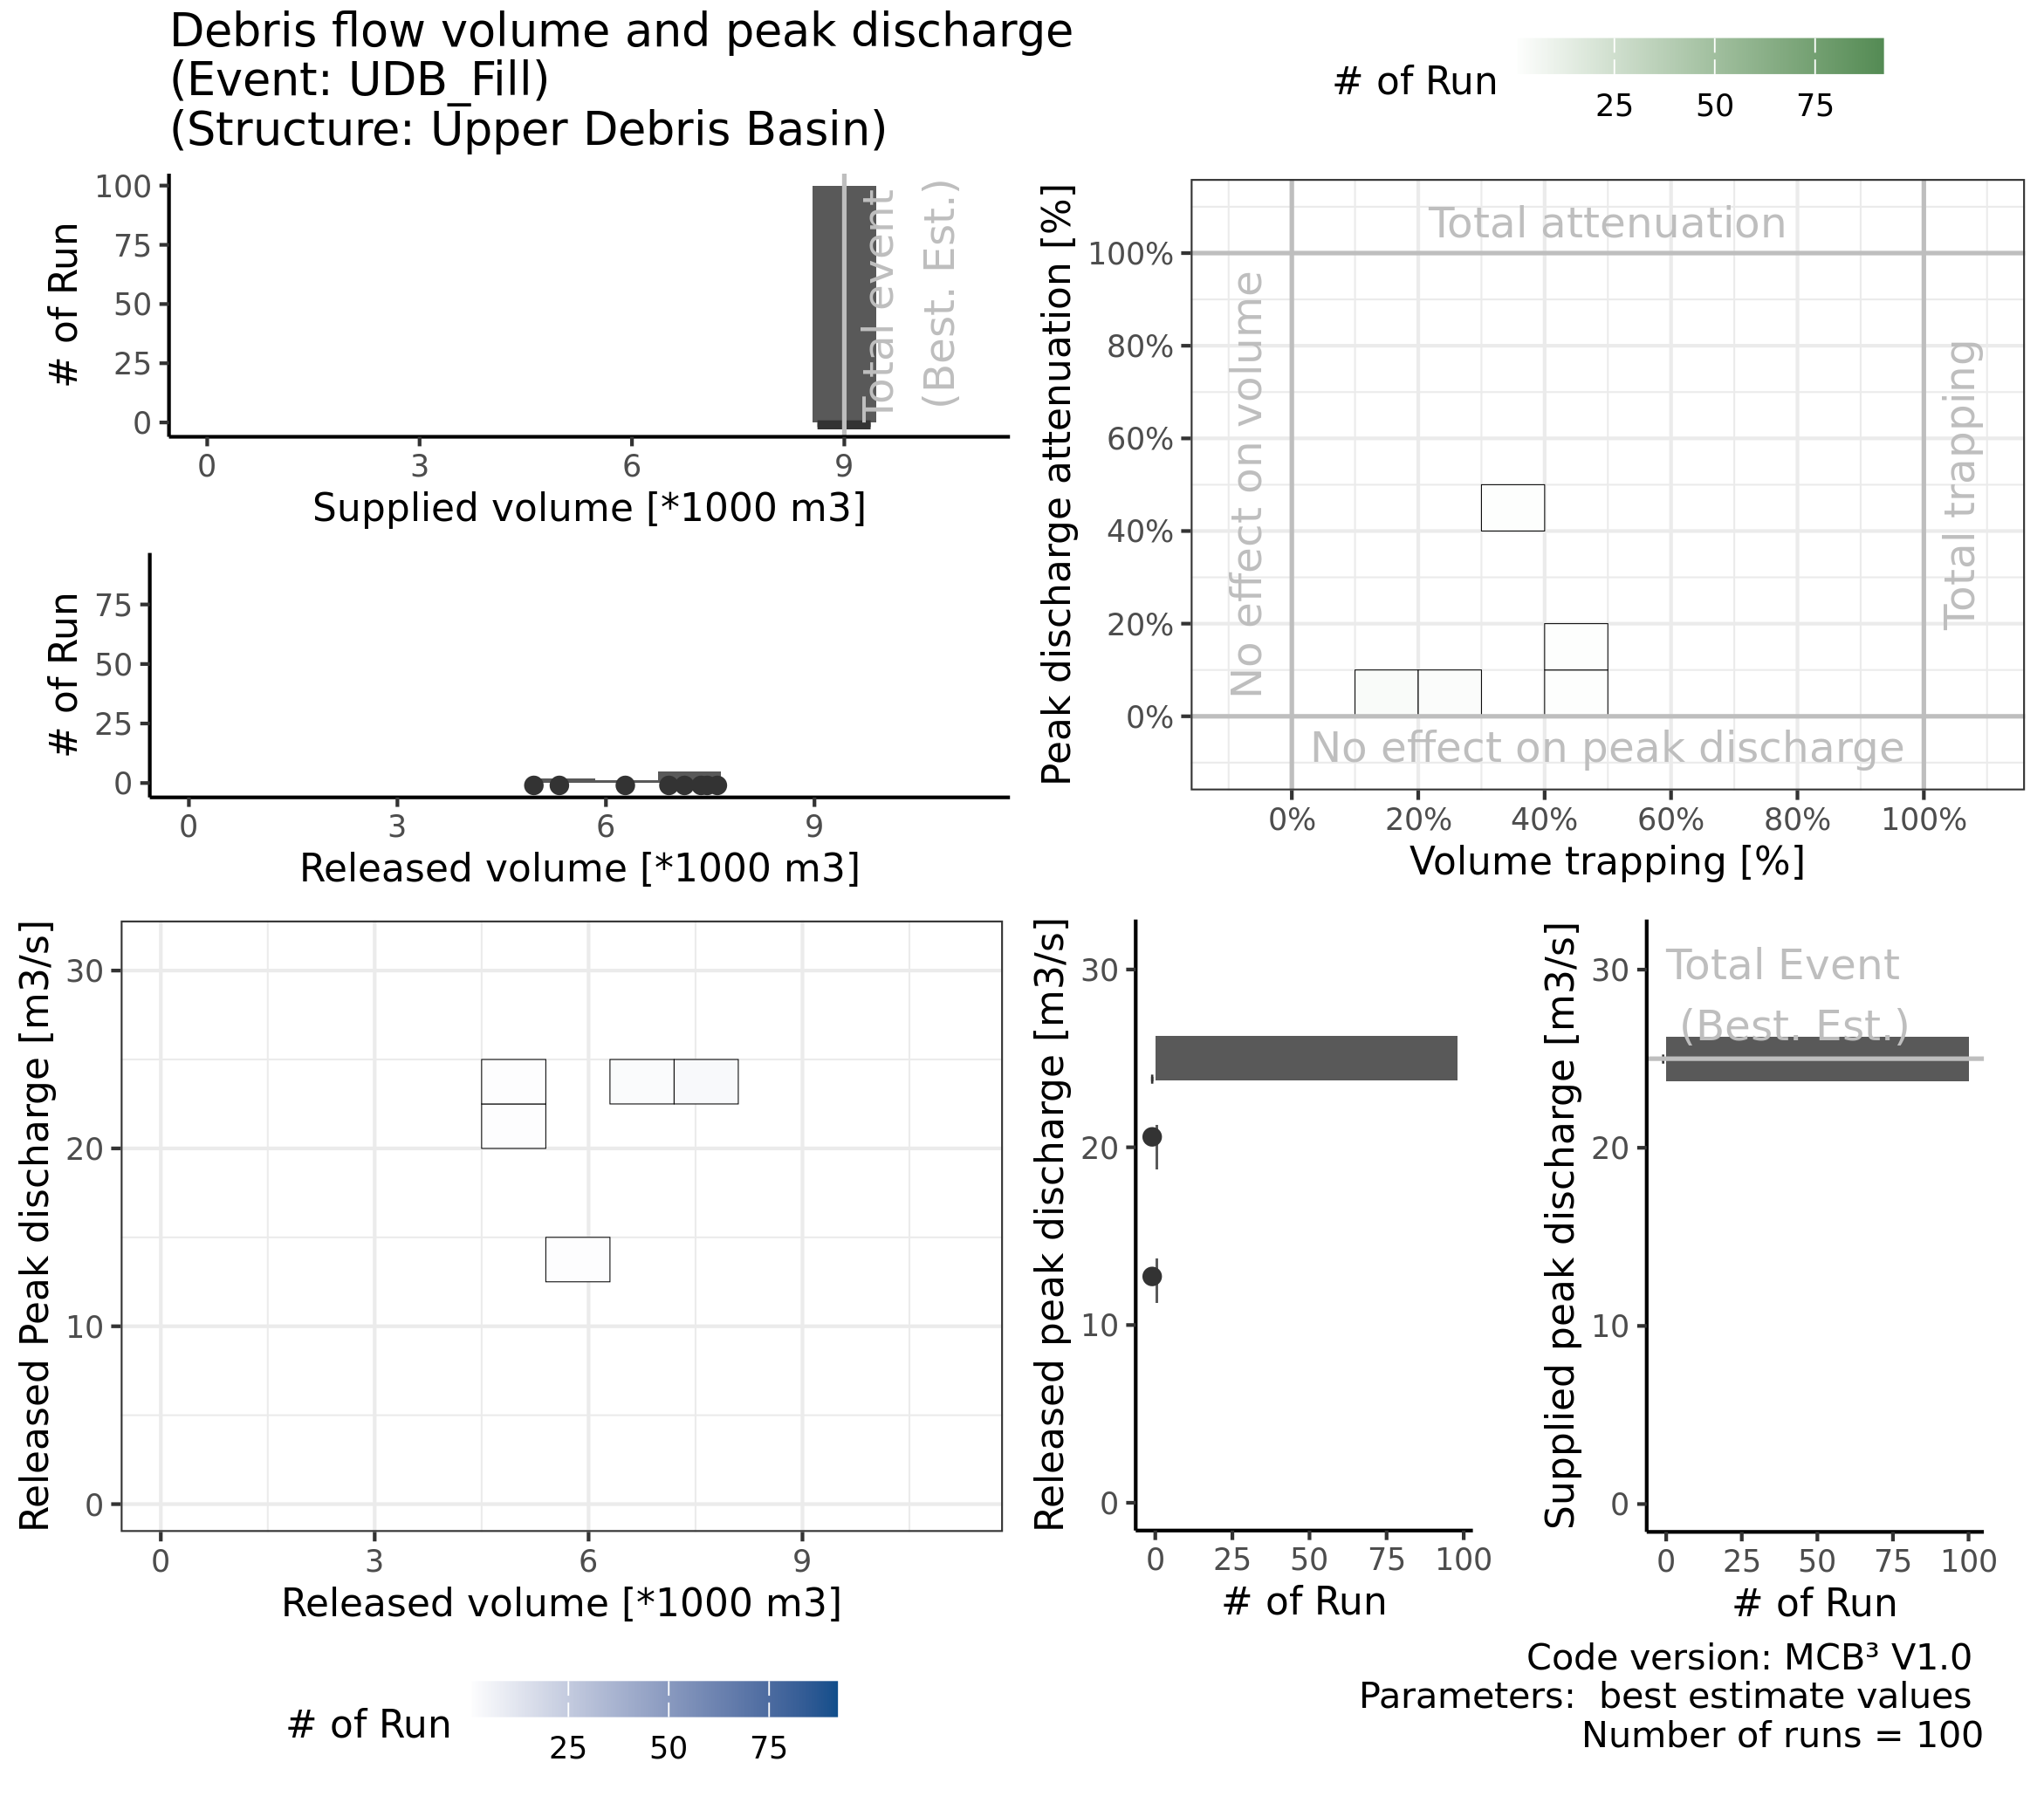 Debris flow volume and peak discharge
(Event: UDB_Fill)
(Structure: Upper Debris Basin)
# of Run
25 50 75
100
75
50
25
0
# of Run
Total event
(Best. Est.)
0 3 6 9
Supplied volume [*1000 m3]
75
50
25
0
# of Run
0 3 6 9
Released volume [*1000 m3]
Peak discharge attenuation [%]
100%
80%
60%
40%
20%
0%
Total attenuation
No effect on volume
Total trapping
No effect on peak discharge
0% 20% 40% 60% 80% 100%
Volume trapping [%]
Released Peak discharge [m3/s]
30
20
10
0
0 3 6 9
Released volume [*1000 m3]
# of Run
25 50 75
Released peak discharge [m3/s]
30
20
10
0
0 25 50 75 100
# of Run
Supplied peak discharge [m3/s]
30
20
10
0
Total Event
(Best. Est.)
0 25 50 75 100
# of Run
Code version: MCB³ V1.0
Parameters:  best estimate values
Number of runs = 100